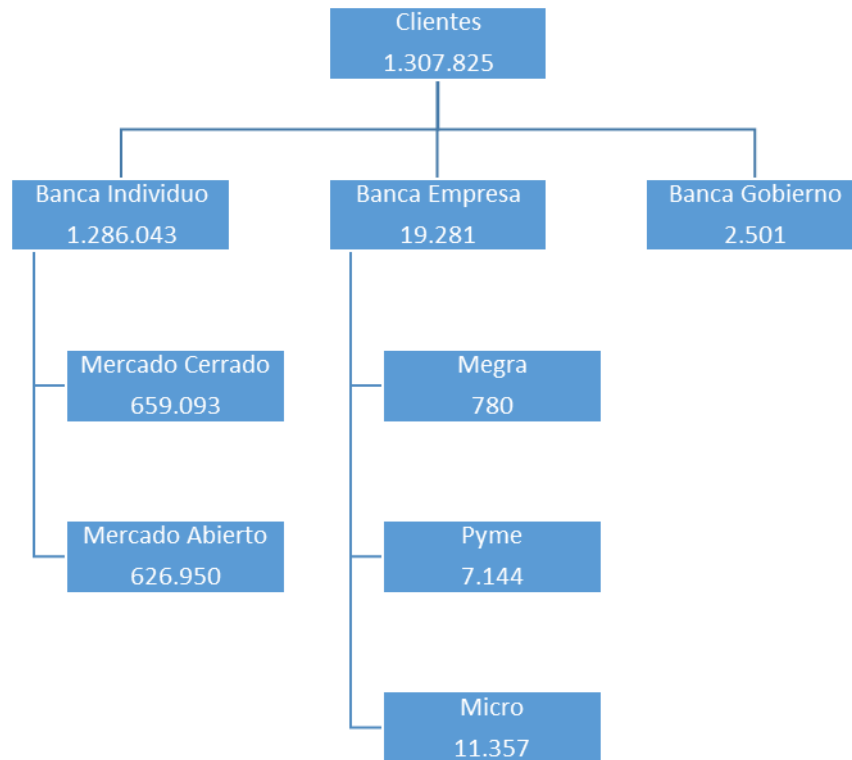 Clientes
1.307.825
Banca Individuo
1.286.043
Banca Empresa
19.281
Banca Gobierno
2.501
Mercado Cerrado
659.093
Mercado Abierto
626.950
Megra
780
Pyme
7.144
Micro
11.357